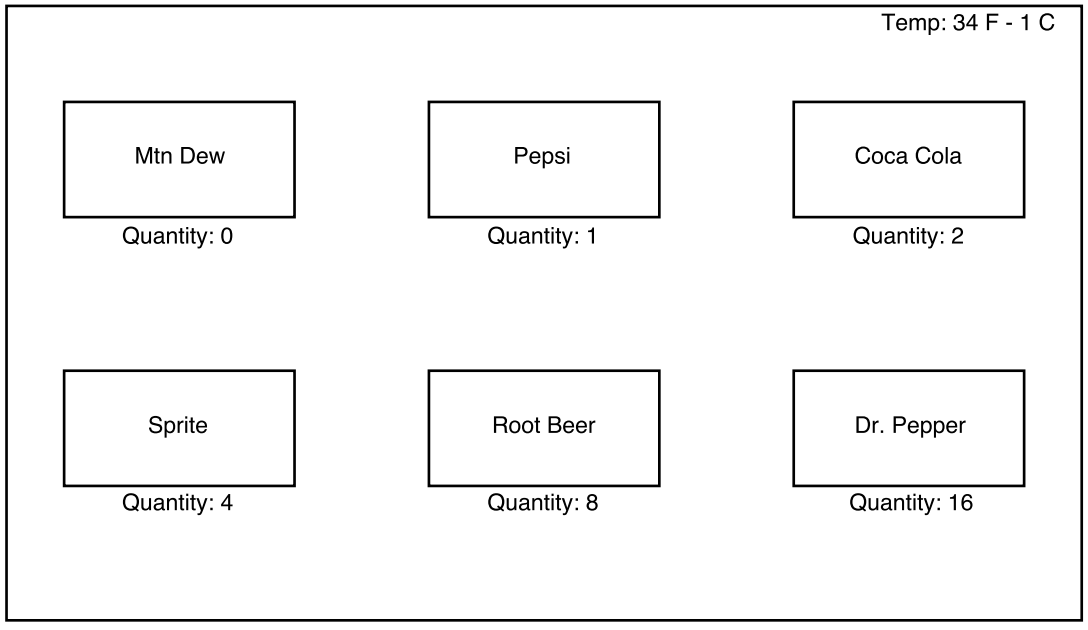 Temp: 34 F - 1 C
Mtn Dew
Pepsi
Coca Cola
Quantity: 0
Quantity: 1
Quantity: 2
Sprite
Root Beer
Dr. Pepper
Quantity: 4
Quantity: 8
Quantity: 16